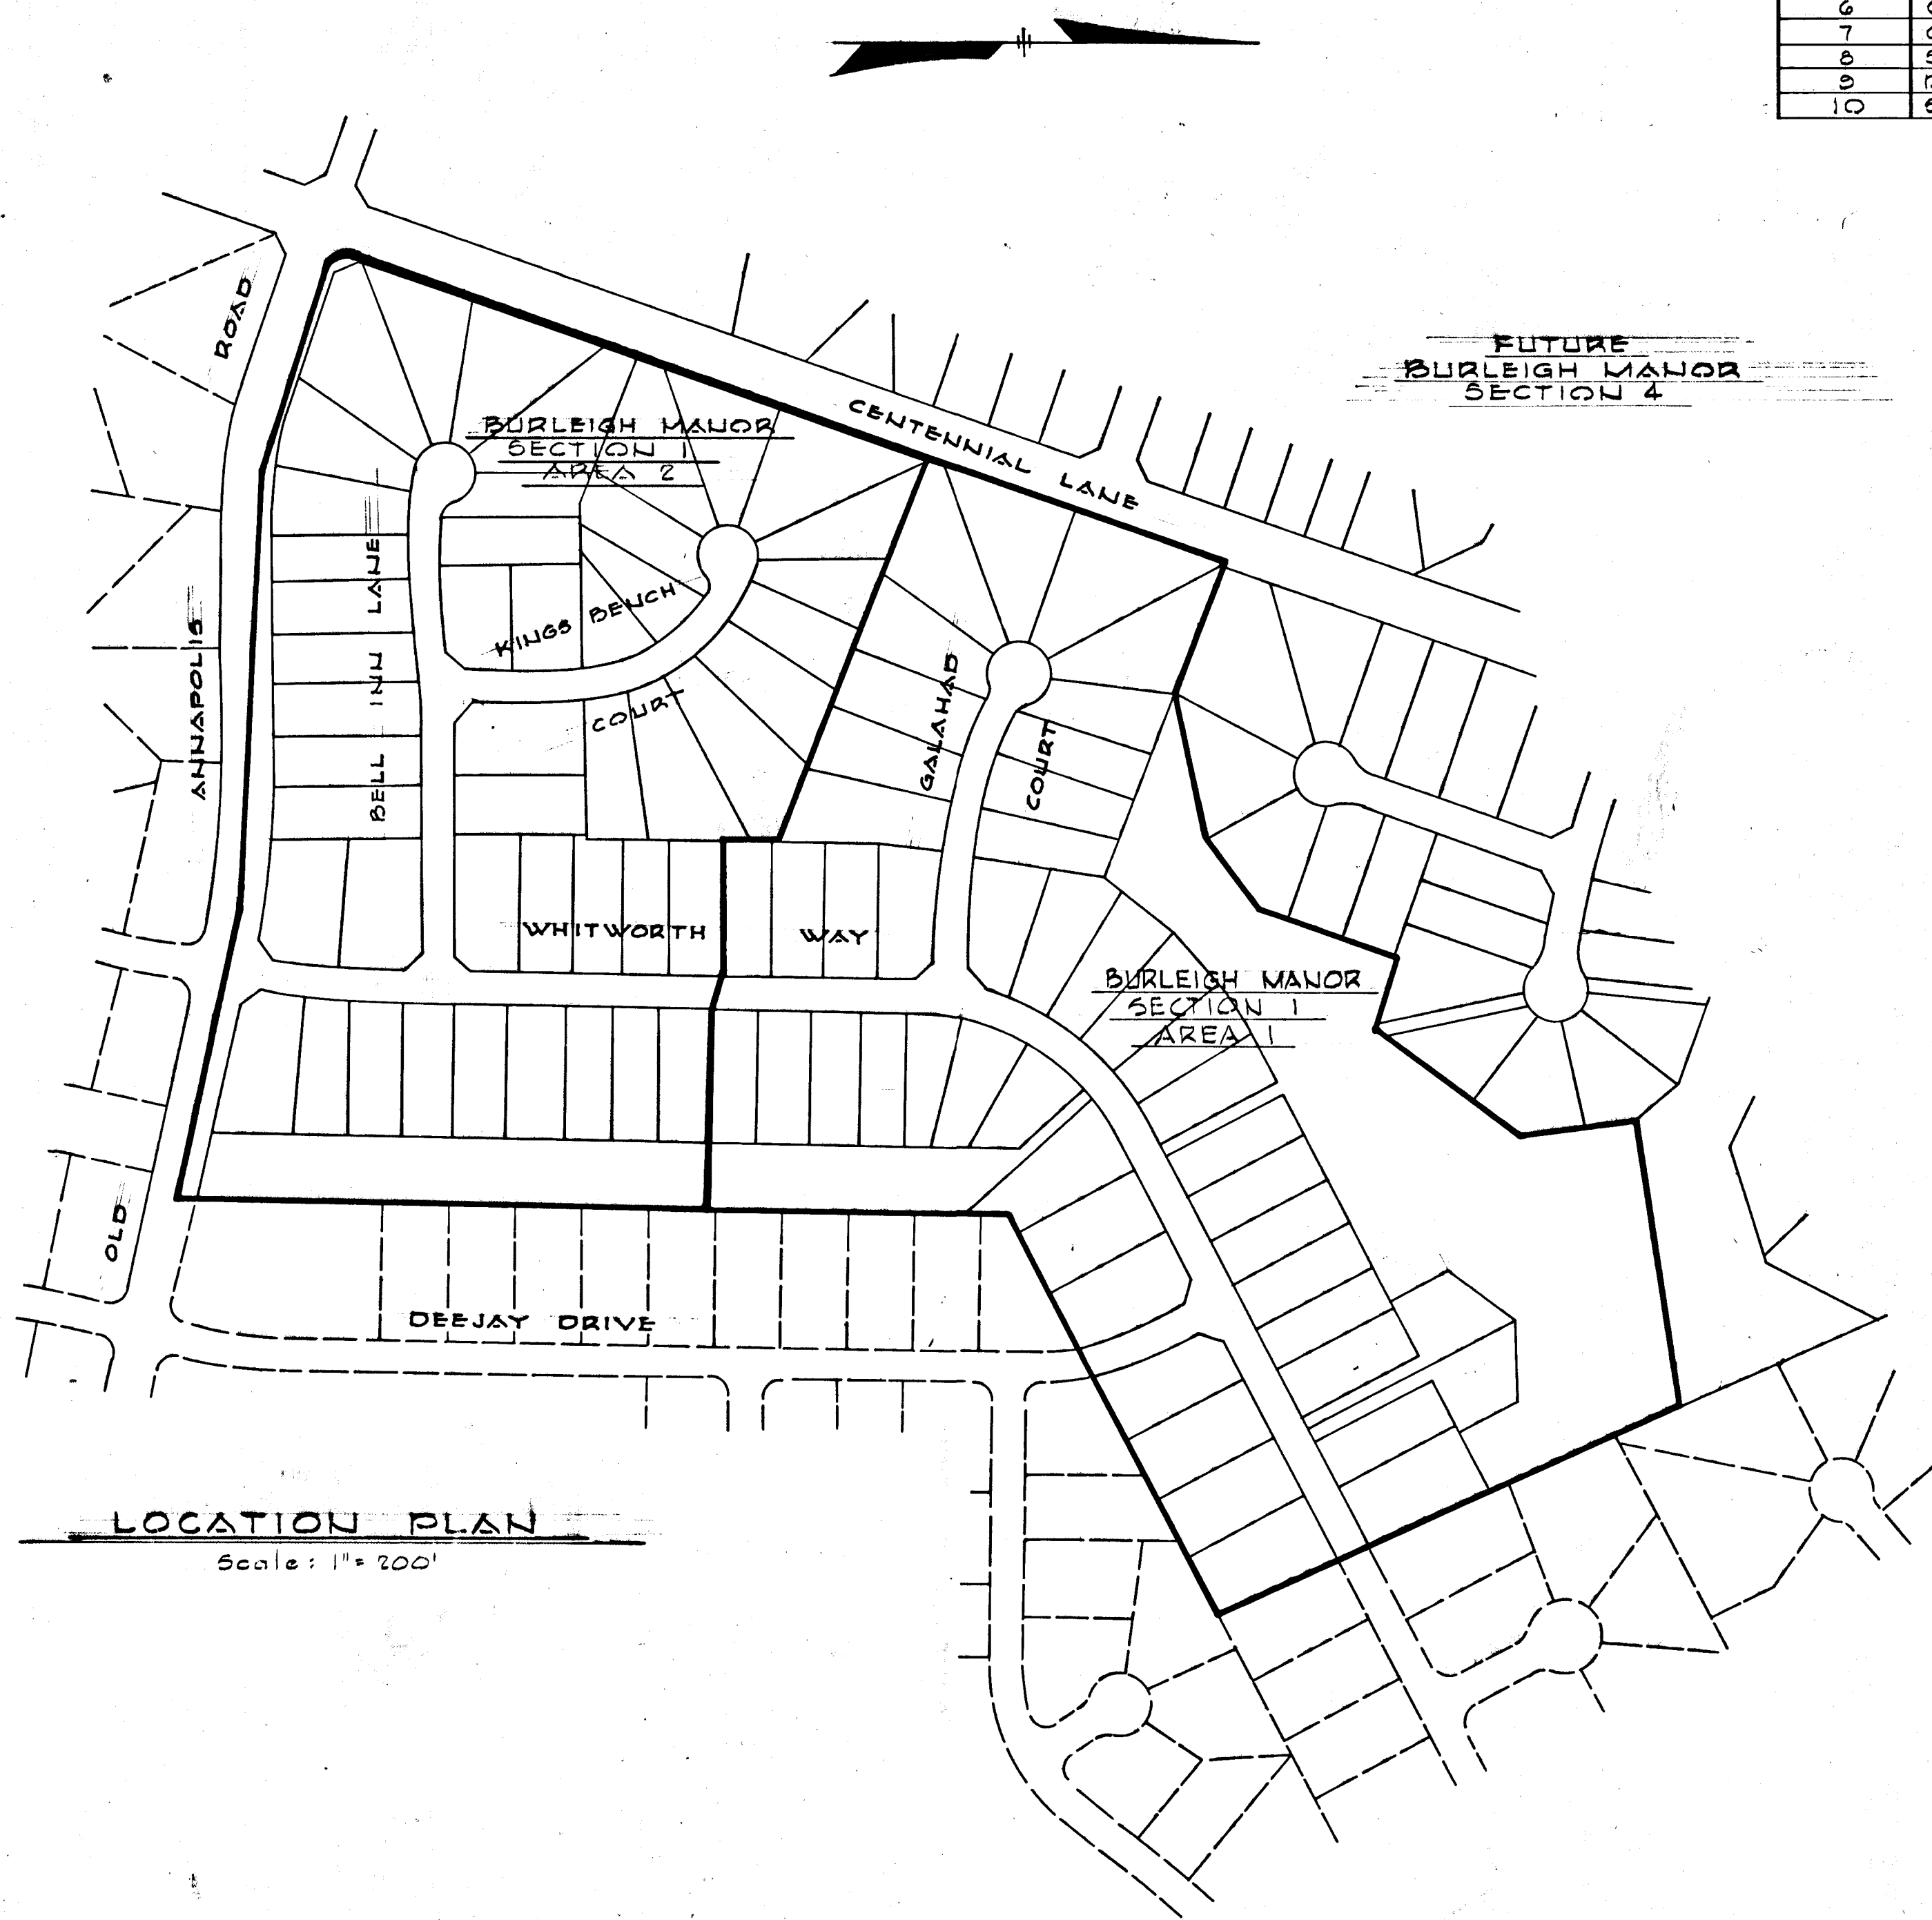 6
7
8
9
10
FUTURE
BURLEIGH MANOR
SECTION 4
ROAD
CENTENNIAL LANE
BURLEIGH MANOR
SECTION 1
AREA 2
BELL INN LANE
KINGS BENCH
COURT
ANNAPOLIS
GALAHAD
COURT
WHITWORTH WAY
BURLEIGH MANOR
SECTION 1
AREA 1
OLD
DEEJAY DRIVE
LOCATION PLAN
Scale: 1"= 200'